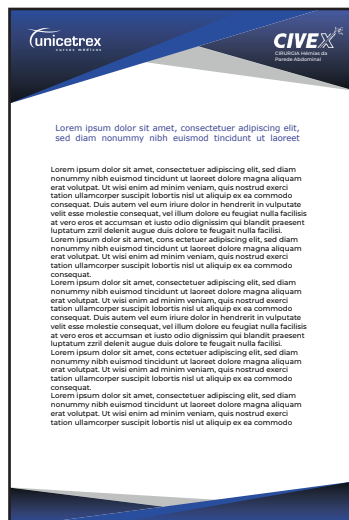 unicetrex
cursos médicos
CIVEX
CIRURGIA Hérnias da
Parede Abdominal
Lorem ipsum dolor sit amet, consectetuer adipiscing elit,
sed diam nonummy nibh euismod tincidunt ut laoreet
Lorem ipsum dolor sit amet, consectetuer adipiscing elit, sed diam
nonummy nibh euismod tincidunt ut laoreet dolore magna aliquam
erat volutpat. Ut wisi enim ad minim veniam, quis nostrud exerci
tation ullamcorper suscipit lobortis nisl ut aliquip ex ea commodo
consequat. Duis autem vel eum iriure dolor in hendrerit in vulputate
velit esse molestie consequat, vel illum dolore eu feugiat nulla facilisis
at vero eros et accumsan et iusto odio dignissim qui blandit praesent
luptatum zzril delenit augue duis dolore te feugait nulla facilisi.
Lorem ipsum dolor sit amet, cons ectetuer adipiscing elit, sed diam
nonummy nibh euismod tincidunt ut laoreet dolore magna aliquam
erat volutpat. Ut wisi enim ad minim veniam, quis nostrud exerci
tation ullamcorper suscipit lobortis nisl ut aliquip ex ea commodo
consequat.
Lorem ipsum dolor sit amet, consectetuer adipiscing elit, sed diam
nonummy nibh euismod tincidunt ut laoreet dolore magna aliquam
erat volutpat. Ut wisi enim ad minim veniam, quis nostrud exerci
tation ullamcorper suscipit lobortis nisl ut aliquip ex ea commodo
consequat. Duis autem vel eum iriure dolor in hendrerit in vulputate
velit esse molestie consequat, vel illum dolore eu feugiat nulla facilisis
at vero eros et accumsan et iusto odio dignissim qui blandit praesent
luptatum zzril delenit augue duis dolore te feugait nulla facilisi.
Lorem ipsum dolor sit amet, cons ectetuer adipiscing elit, sed diam
nonummy nibh euismod tincidunt ut laoreet dolore magna aliquam
erat volutpat. Ut wisi enim ad minim veniam, quis nostrud exerci
tation ullamcorper suscipit lobortis nisl ut aliquip ex ea commodo
consequat.
Lorem ipsum dolor sit amet, consectetuer adipiscing elit, sed diam
nonummy nibh euismod tincidunt ut laoreet dolore magna aliquam
erat volutpat. Ut wisi enim ad minim veniam, quis nostrud exerci
tation ullamcorper suscipit lobortis nisl ut aliquip ex ea commodo